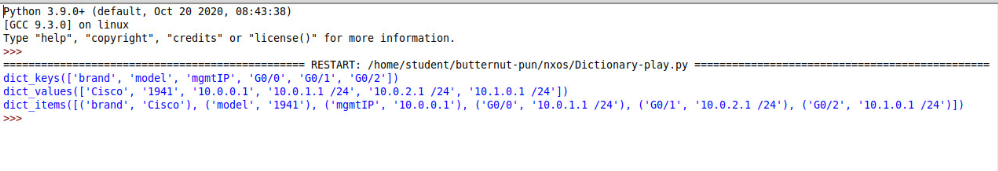 Python 3.9.0+ (default, Oct 20 2020, 08:43:38)
[GCC 9.3.0] on linux
Type "help", "copyright", "credits" or "license()" for more information.
>>>
=============================================== RESTART: /home/student/butternut-pun/nxos/Dictionary-play.py ==============================================
dict_keys(['brand', 'model', 'mgmtIP', 'G0/0', 'G0/1', 'G0/2'])
dict_values(['Cisco', '1941', '10.0.0.1', '10.0.1.1 /24', '10.0.2.1 /24', '10.1.0.1 /24'])
dict_items([('brand', 'Cisco'), ('model', '1941'), ('mgmtIP', '10.0.0.1'), ('G0/0', '10.0.1.1 /24'), ('G0/1', '10.0.2.1 /24'), ('G0/2', '10.1.0.1 /24')])
>>>